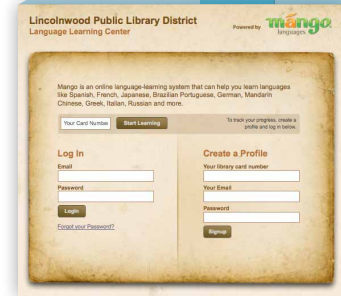 Lincolnwood Public Library District
Language Learning Center
Powered by mango
languages
Mango is an online language-learning system that can help you learn languages
like Spanish, French, Japanese, Brazilian Portuguese, German, Mandarin
Chinese, Greek, Italian, Russian and more.
Your Card Number
Start Learning
To track your progress, create a
profile and log in below.
Log In
Email
Password
Login
Forgot your Password?
Create a Profile
Your library card number
Your Email
Password
Signup